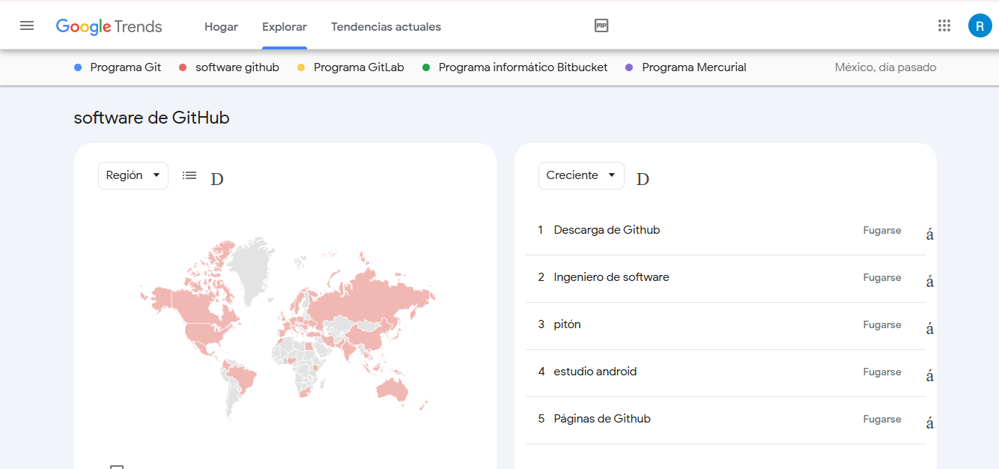 Google Trends Hogar Explorar Tendencias actuales MP R
Programa Git software github Programa GitLab Programa informático Bitbucket Programa Mercurial México, día pasado
software de GitHub
Región D
Creciente D
1 Descarga de Github Fugarse á
2 Ingeniero de software Fugarse á
3 pitón Fugarse á
4 estudio android Fugarse á
5 Páginas de Github Fugarse á